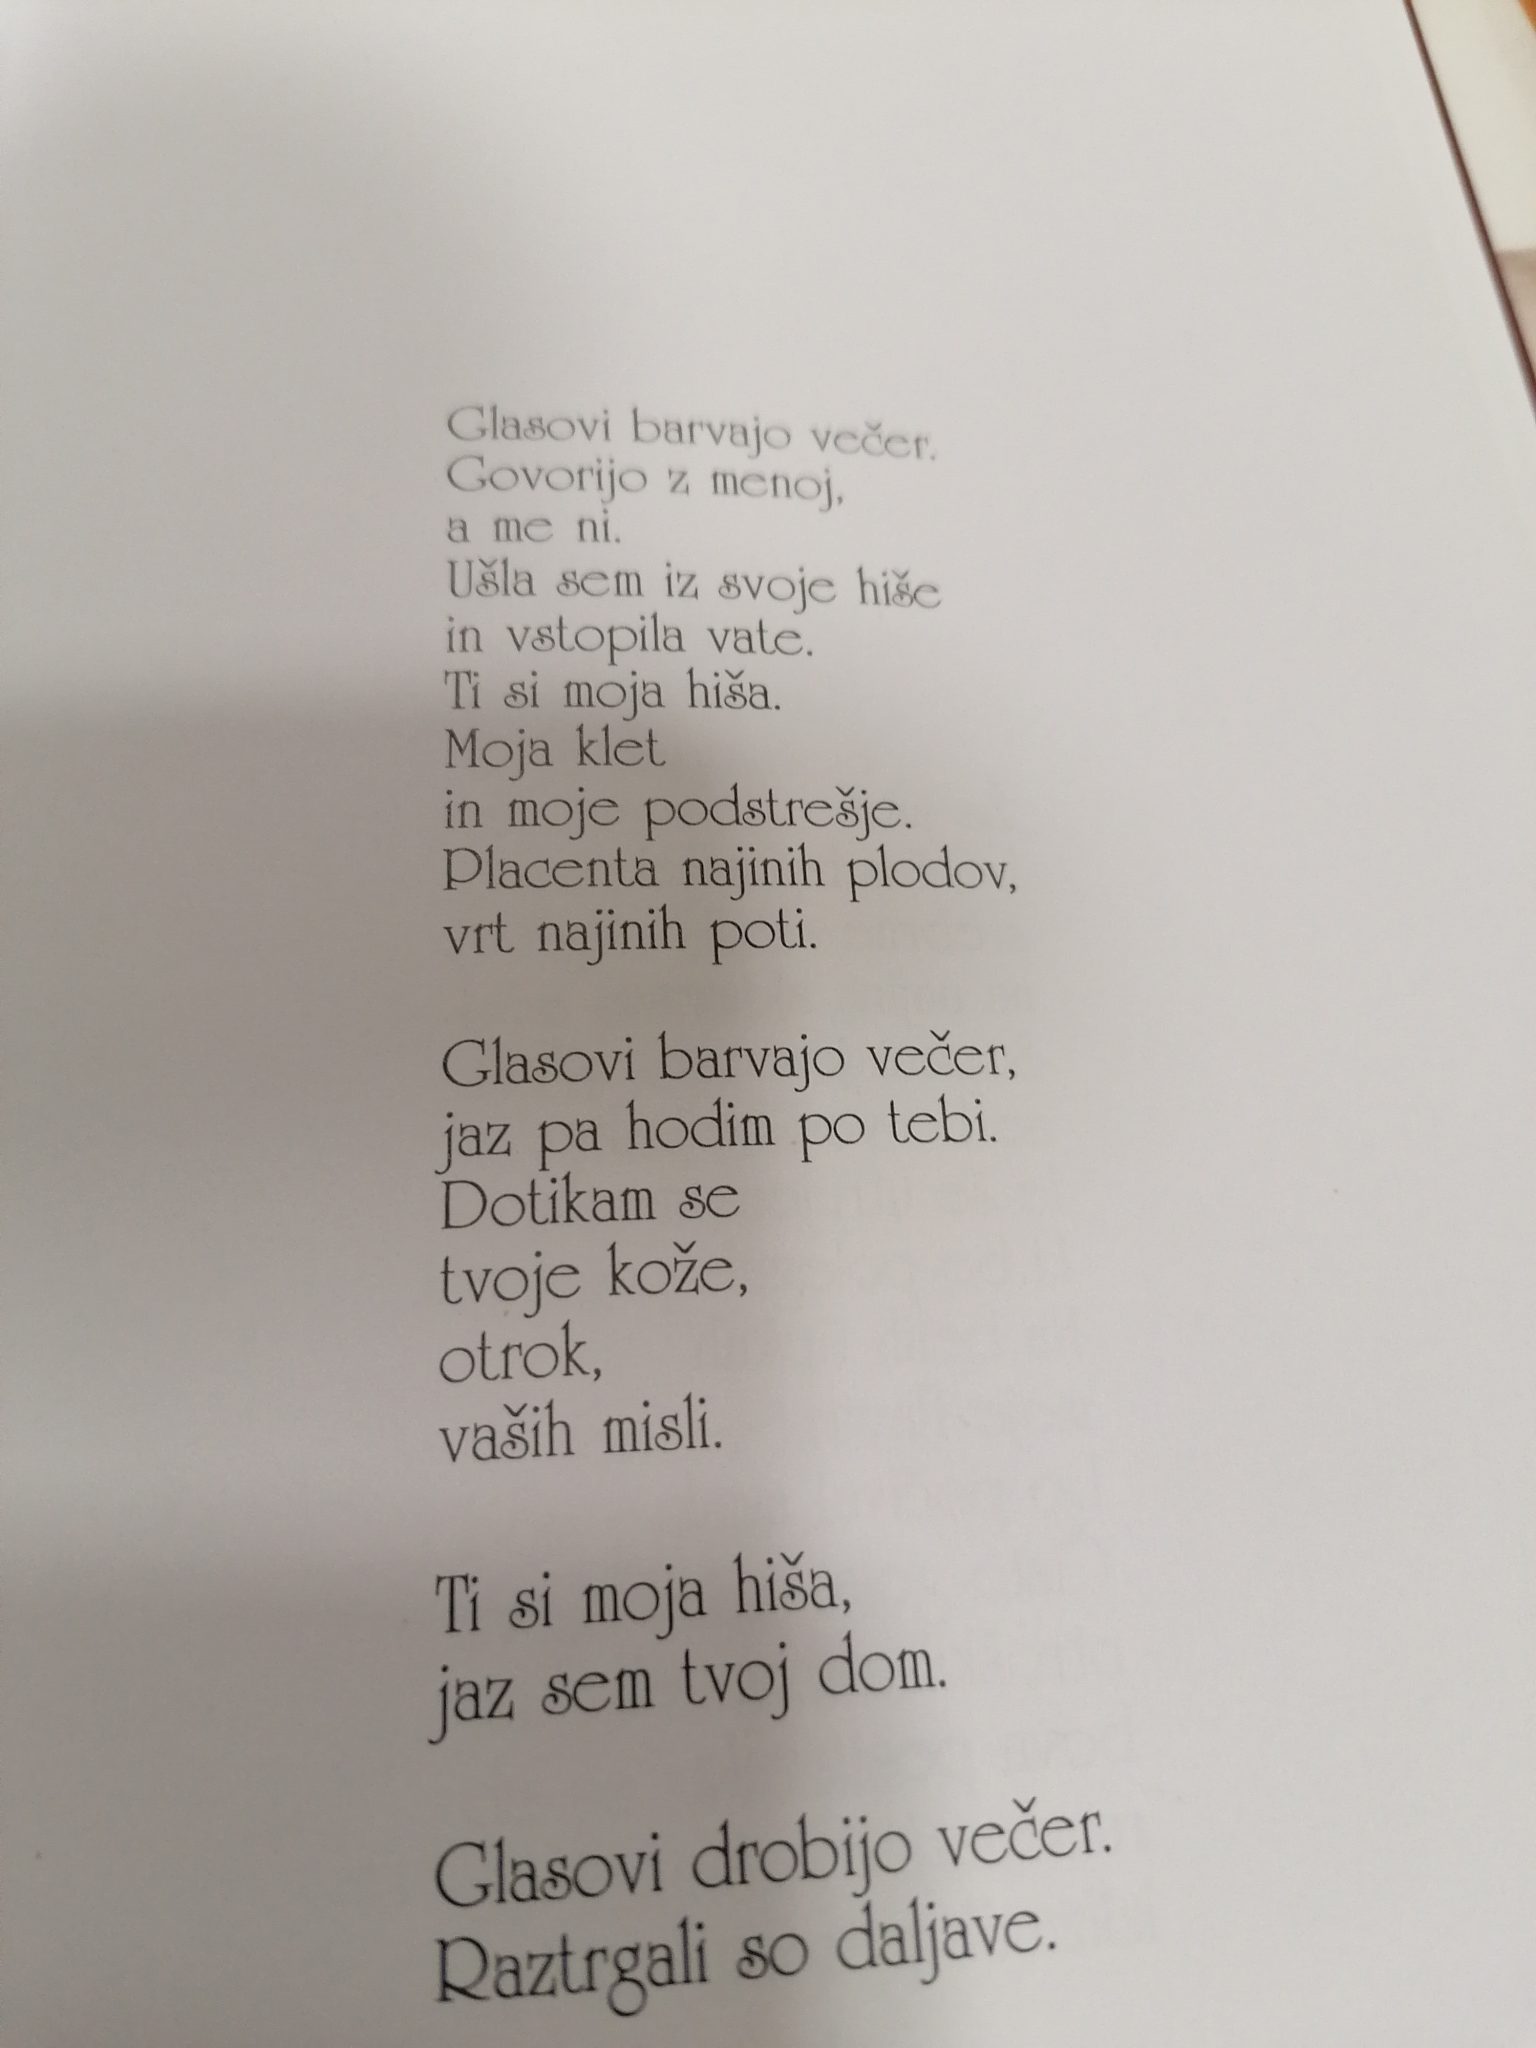 Glasovi barvajo večer.
Govorijo z menoj,
a me ni.
Ušla sem iz svoje hiše
in vstopila vate.
Ti si moja hiša.
Moja klet
in moje podstrešje.
Placenta najinih plodov,
vrt najinih poti.
Glasovi barvajo večer,
jaz pa hodim po tebi.
Dotikam se
tvoje kože,
otrok,
vaših misli.
Ti si moja hiša,
jaz sem tvoj dom.
Glasovi drobijo večer.
Raztrgali so daljave.